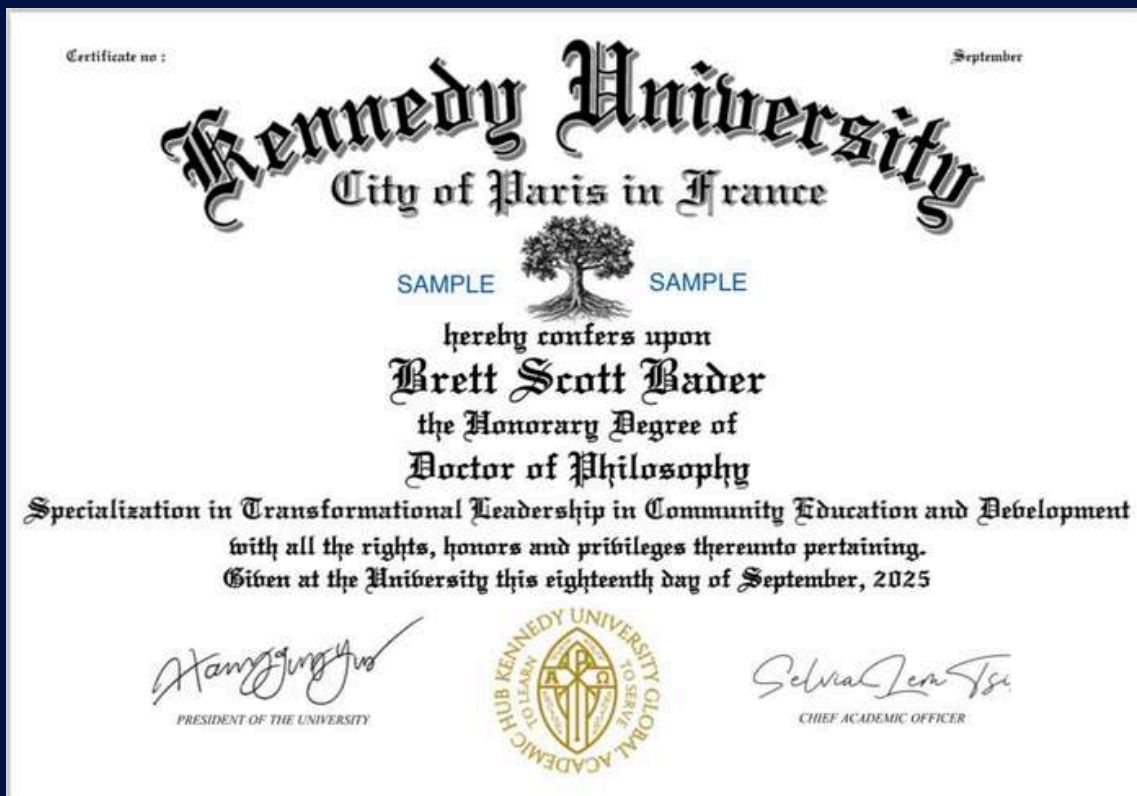 Certificate no :
September
Kennedy University
City of Paris in France
SAMPLE SAMPLE
hereby confers upon
Brett Scott Bader
the Honorary Degree of
Doctor of Philosophy
Specialization in Transformational Leadership in Community Education and Development
with all the rights, honors and privileges thereunto pertaining.
Given at the University this eighteenth day of September, 2025
PRESIDENT OF THE UNIVERSITY
KENNEDY UNIVERSITY GLOBAL ACADEMIC HUB
TO LEARN TO SERVE
Α Ω
Selvia Lem Tsi
CHIEF ACADEMIC OFFICER